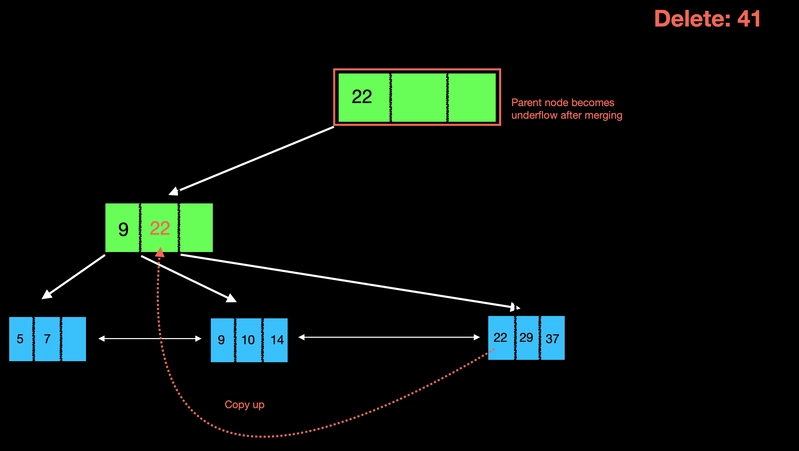 Delete: 41
22
Parent node becomes
underflow after merging
9 22
5 7
9 10 14
22 29 37
Copy up